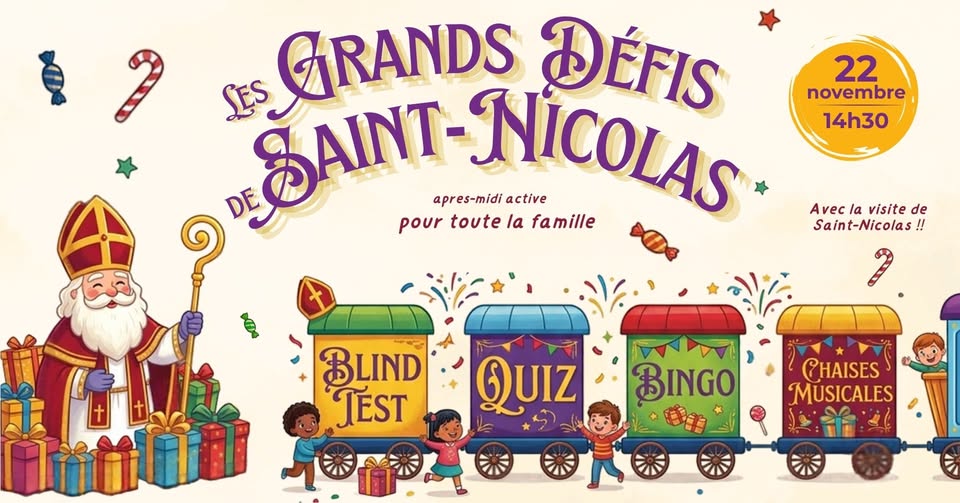 Les Grands Défis
de Saint-Nicolas
22
novembre
14h30
apres-midi active
pour toute la famille
Avec la visite de
Saint-Nicolas !!
Blind
Test
Quiz
Bingo
Chaises
Musicales